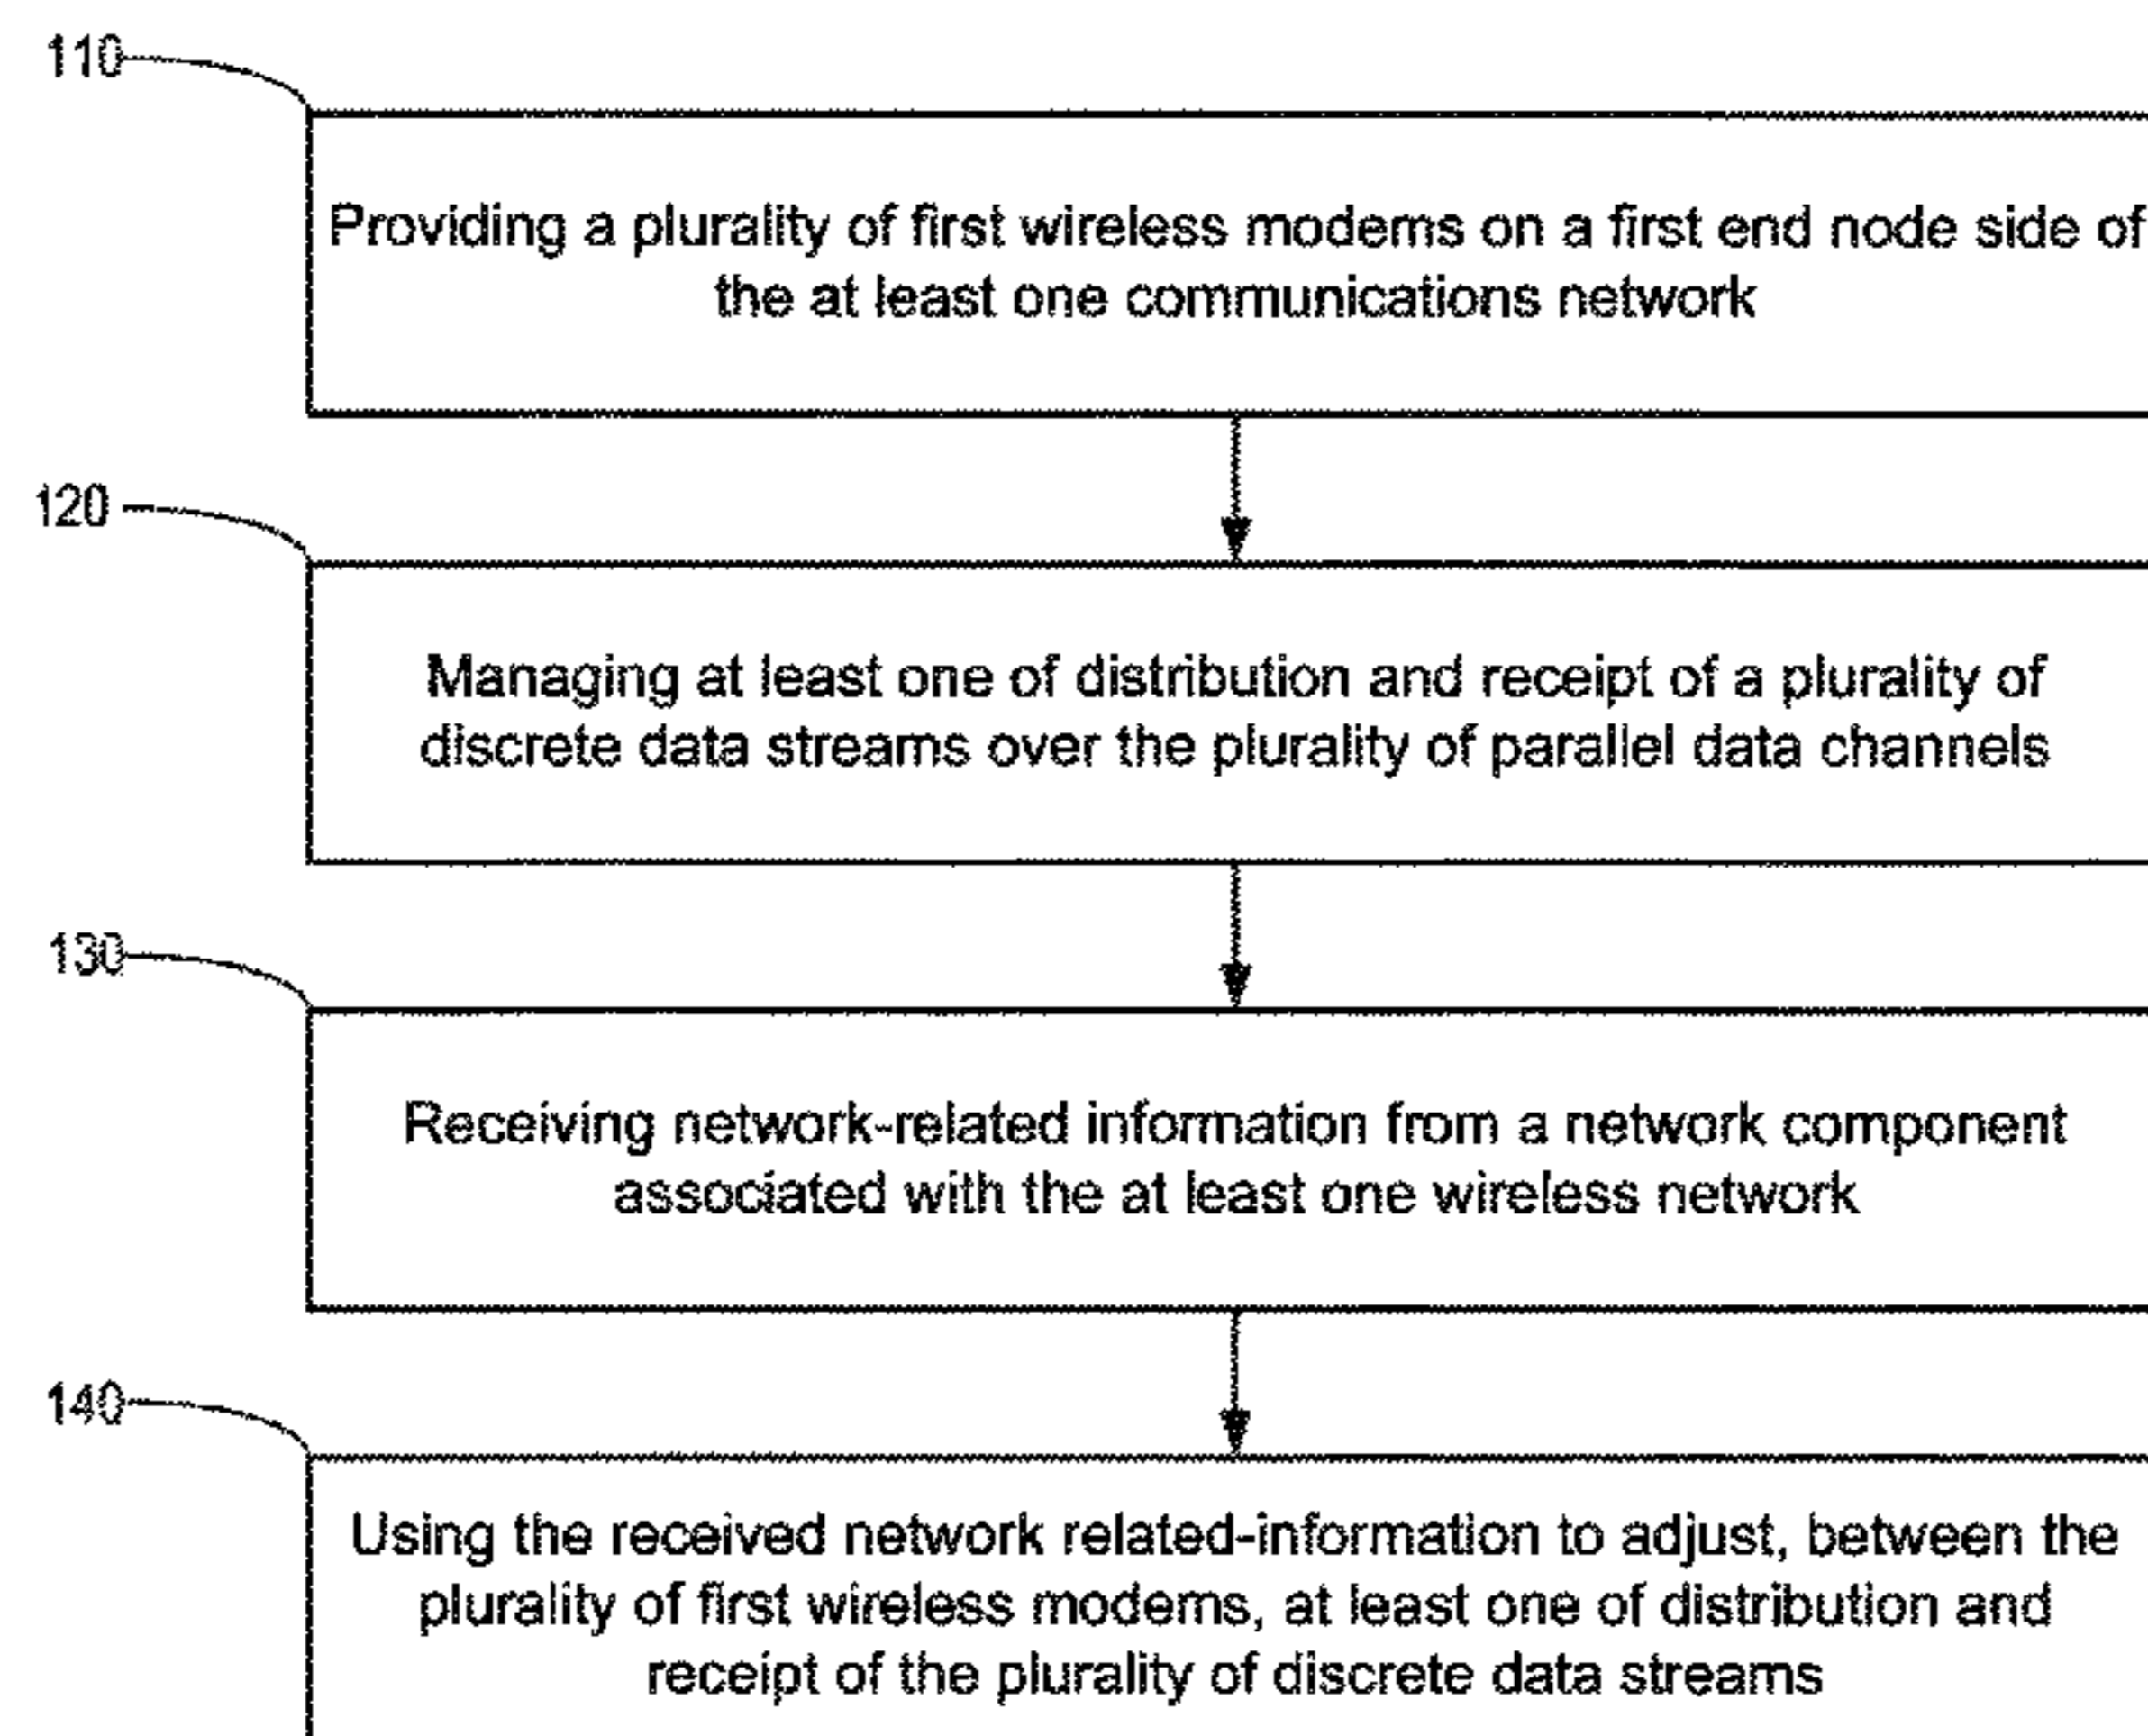 110
Providing a plurality of first wireless modems on a first end node side of
the at least one communications network
120
Managing at least one of distribution and receipt of a plurality of
discrete data streams over the plurality of parallel data channels
130
Receiving network-related information from a network component
associated with the at least one wireless network
140
Using the received network related-information to adjust, between the
plurality of first wireless modems, at least one of distribution and
receipt of the plurality of discrete data streams